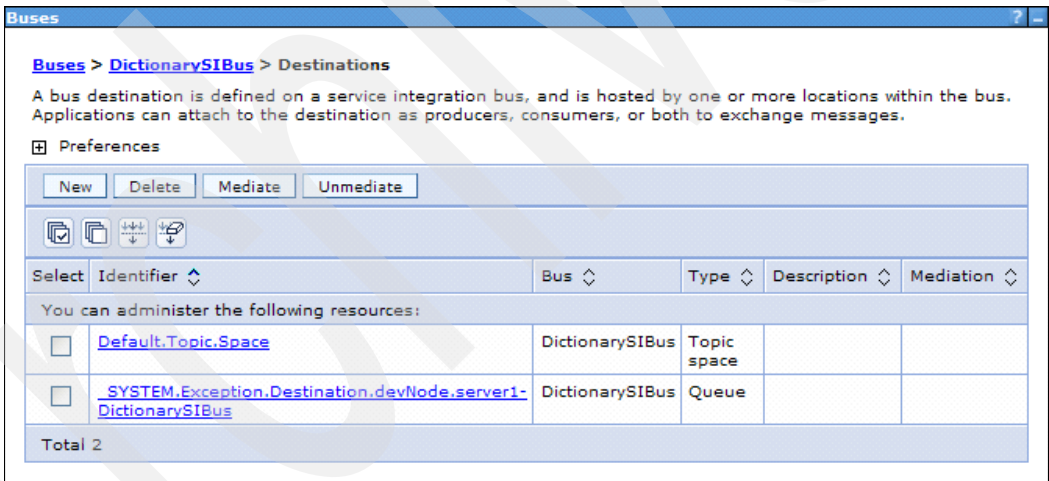 Buses ? –
Buses > DictionarySIBus > Destinations
A bus destination is defined on a service integration bus, and is hosted by one or more locations within the bus.
Applications can attach to the destination as producers, consumers, or both to exchange messages.
Preferences
New Delete Mediate Unmediate
Select Identifier Bus Type Description Mediation
You can administer the following resources:
Default.Topic.Space DictionarySIBus Topic
space
_SYSTEM.Exception.Destination.devNode.server1- DictionarySIBus Queue
DictionarySIBus
Total 2